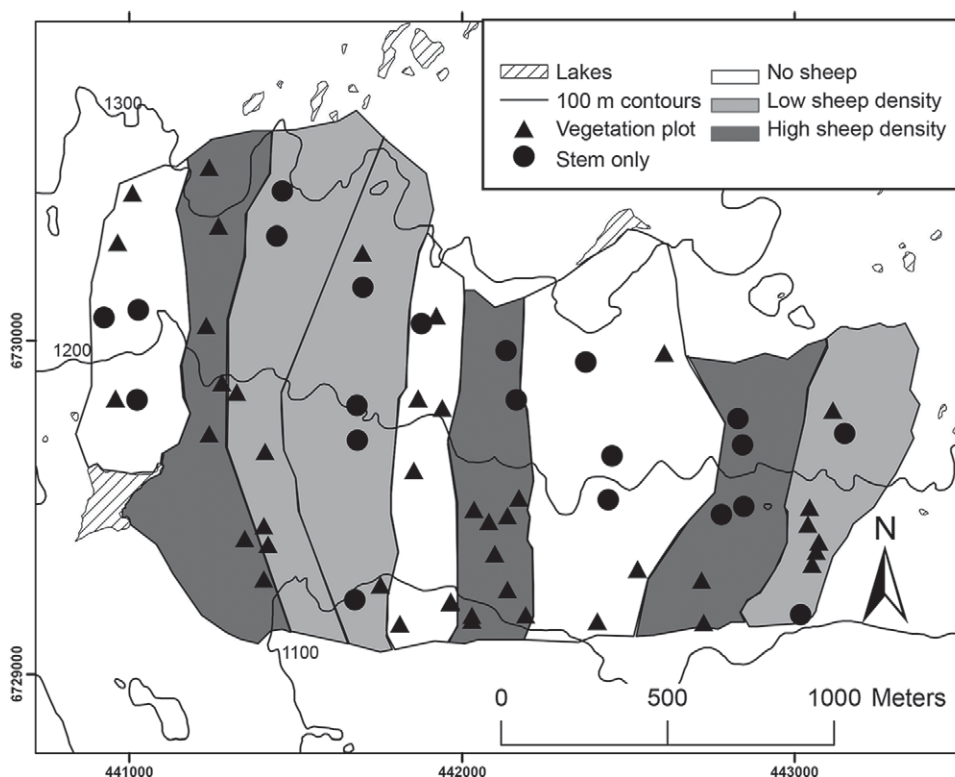 Lakes
No sheep
100 m contours
Low sheep density
Vegetation plot
High sheep density
Stem only
1300
6730000
1200
N
1100
6729000
0 500 1000 Meters
441000 442000 443000